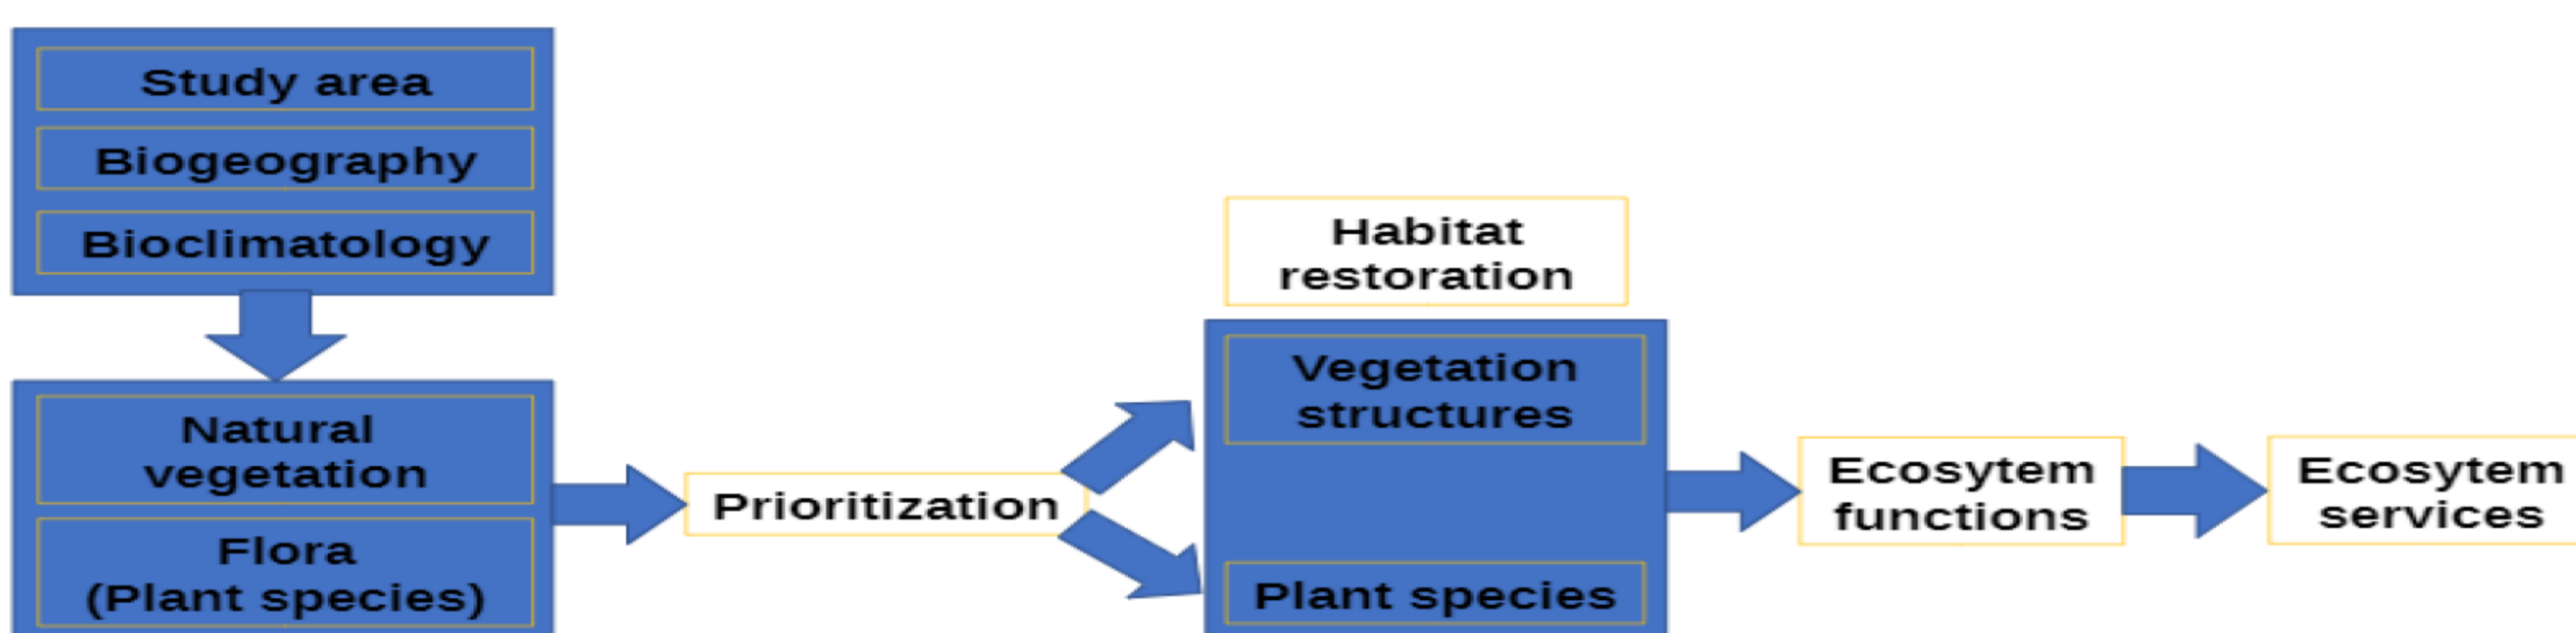 Study area
Biogeography
Bioclimatology
Natural
vegetation
Flora
(Plant species)
Prioritization
Habitat
restoration
Vegetation
structures
Plant species
Ecosytem
functions
Ecosytem
services